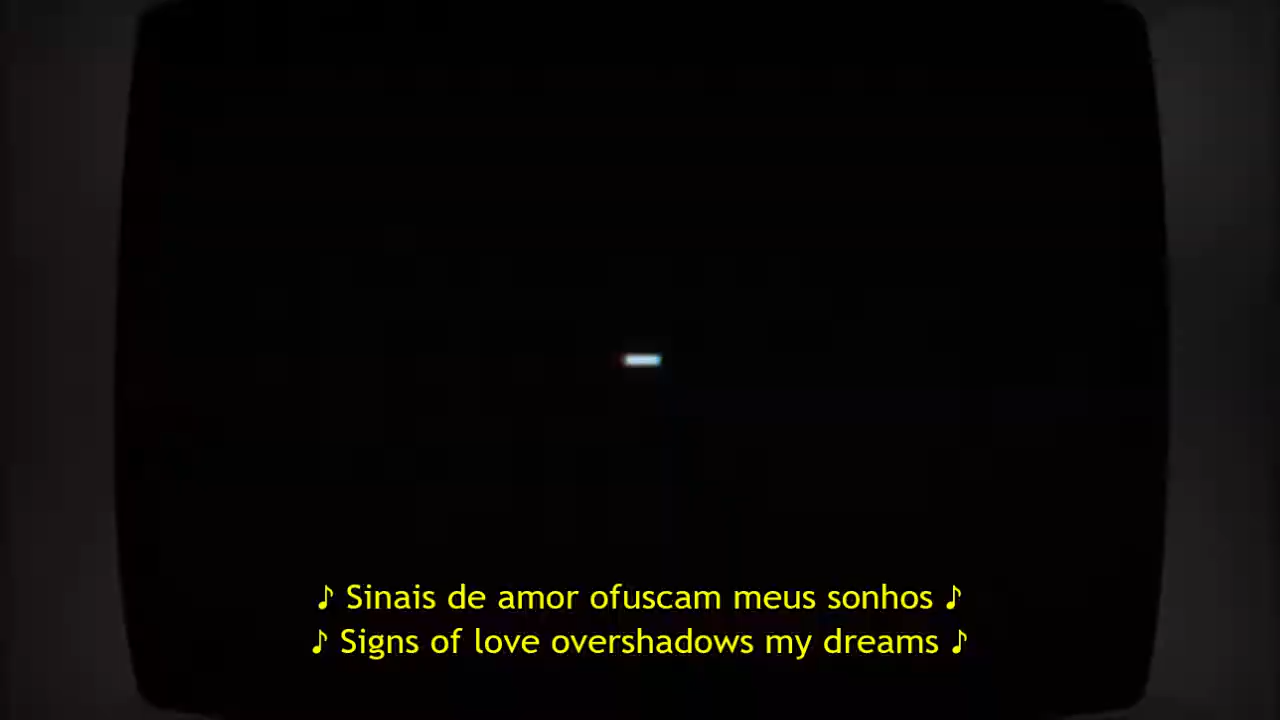 ♪ Sinais de amor ofuscam meus sonhos ♪
♪ Signs of love overshadows my dreams ♪